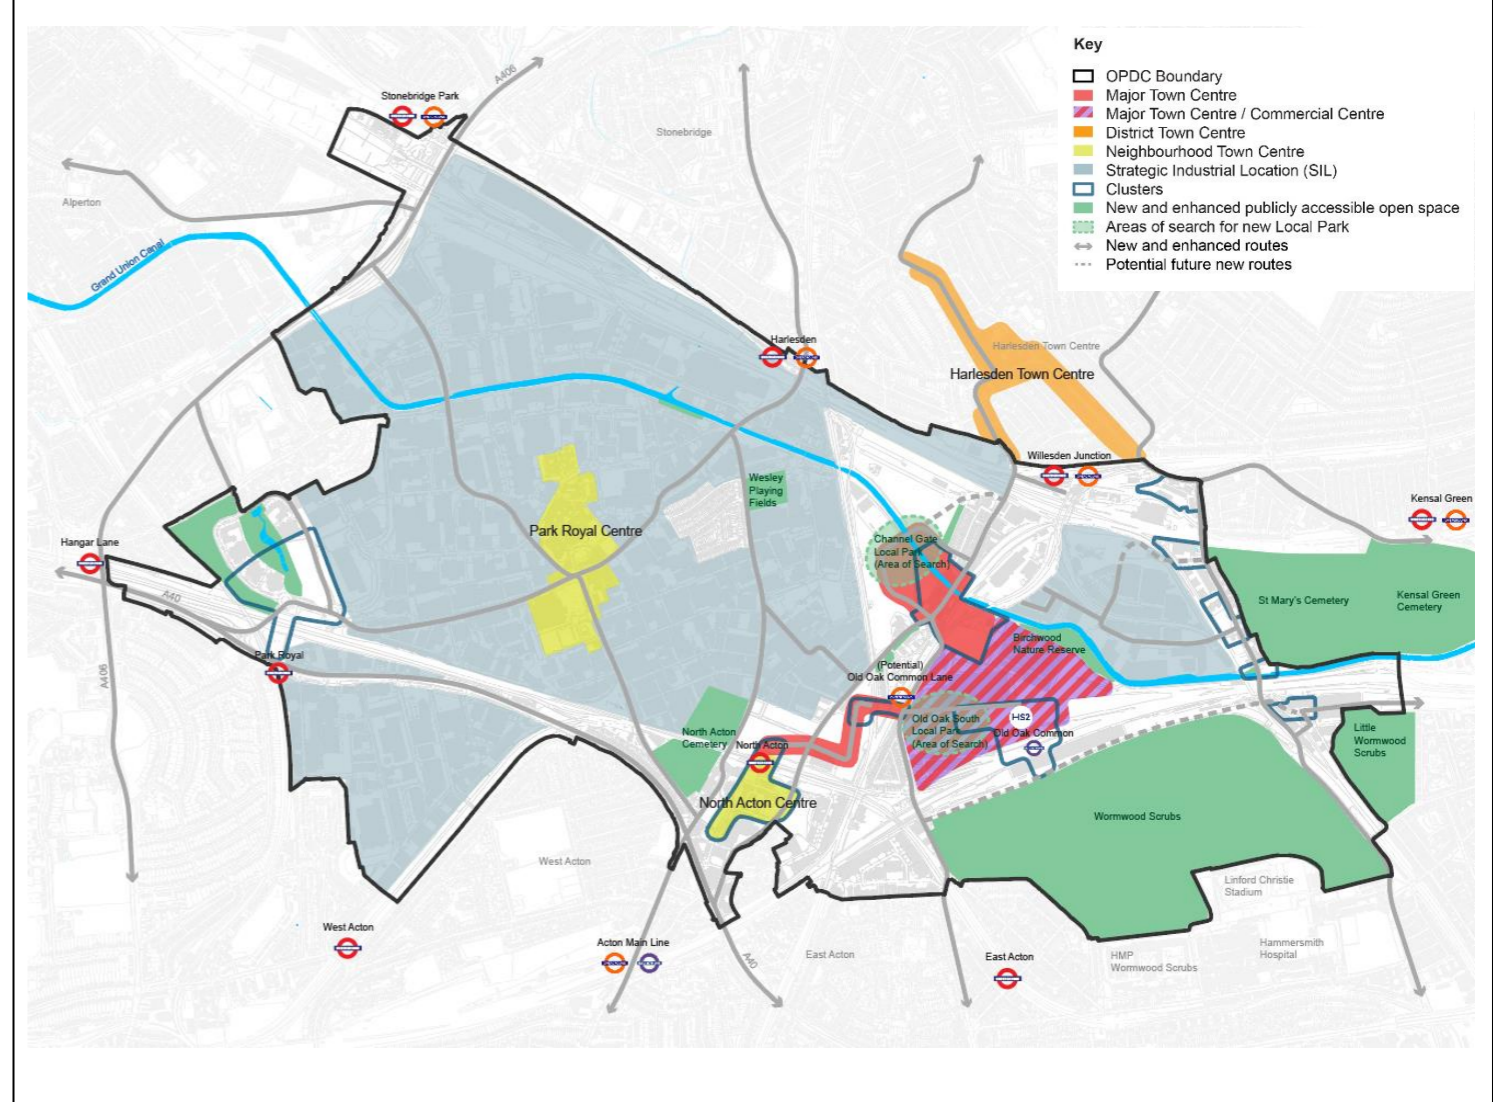 Key
OPDC Boundary
Major Town Centre
Major Town Centre / Commercial Centre
District Town Centre
Neighbourhood Town Centre
Strategic Industrial Location (SIL)
Clusters
New and enhanced publicly accessible open space
Areas of search for new Local Park
New and enhanced routes
Potential future new routes
A406
Stonebridge Park
Stonebridge
Alperton
Grand Union Canal
Harlesden
Harlesden Town Centre
Harlesden Town Centre
Willesden Junction
Wesley
Playing
Fields
Kensal Green
Park Royal Centre
Hangar Lane
Channel Gate
Local Park
(Area of Search)
A40
St Mary's Cemetery
Kensal Green
Cemetery
Birchwood
Nature Reserve
Park Royal
A406
(Potential)
Old Oak Common Lane
North Acton
Cemetery
North Acton
Old Oak South
Local Park
(Area of Search)
HS2
Old Oak Common
Little
Wormwood
Scrubs
North Acton Centre
Wormwood Scrubs
West Acton
Linford Christie
Stadium
West Acton
Acton Main Line
A40
East Acton
East Acton
HMP
Wormwood Scrubs
Hammersmith
Hospital